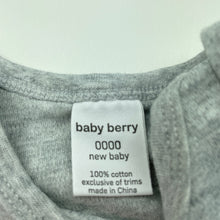 baby berry
0000
new baby
100% cotton
exclusive of trims
made in China